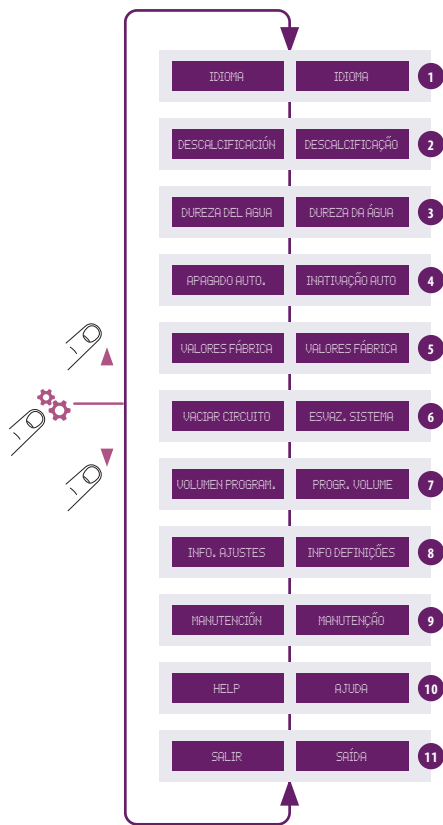 IDIOMA IDIOMA 1
DESCALCIFICACIÓN DESCALCIFICAÇÃO 2
DUREZA DEL AGUA DUREZA DA ÁGUA 3
APAGADO AUTO. INATIVAÇÃO AUTO 4
VALORES FÁBRICA VALORES FÁBRICA 5
VACIAR CIRCUITO ESVAZ. SISTEMA 6
VOLUMEN PROGRAM. PROGR. VOLUME 7
INFO. AJUSTES INFO DEFINIÇÕES 8
MANUTENCIÓN MANUTENÇÃO 9
HELP AJUDA 10
SALIR SAÍDA 11